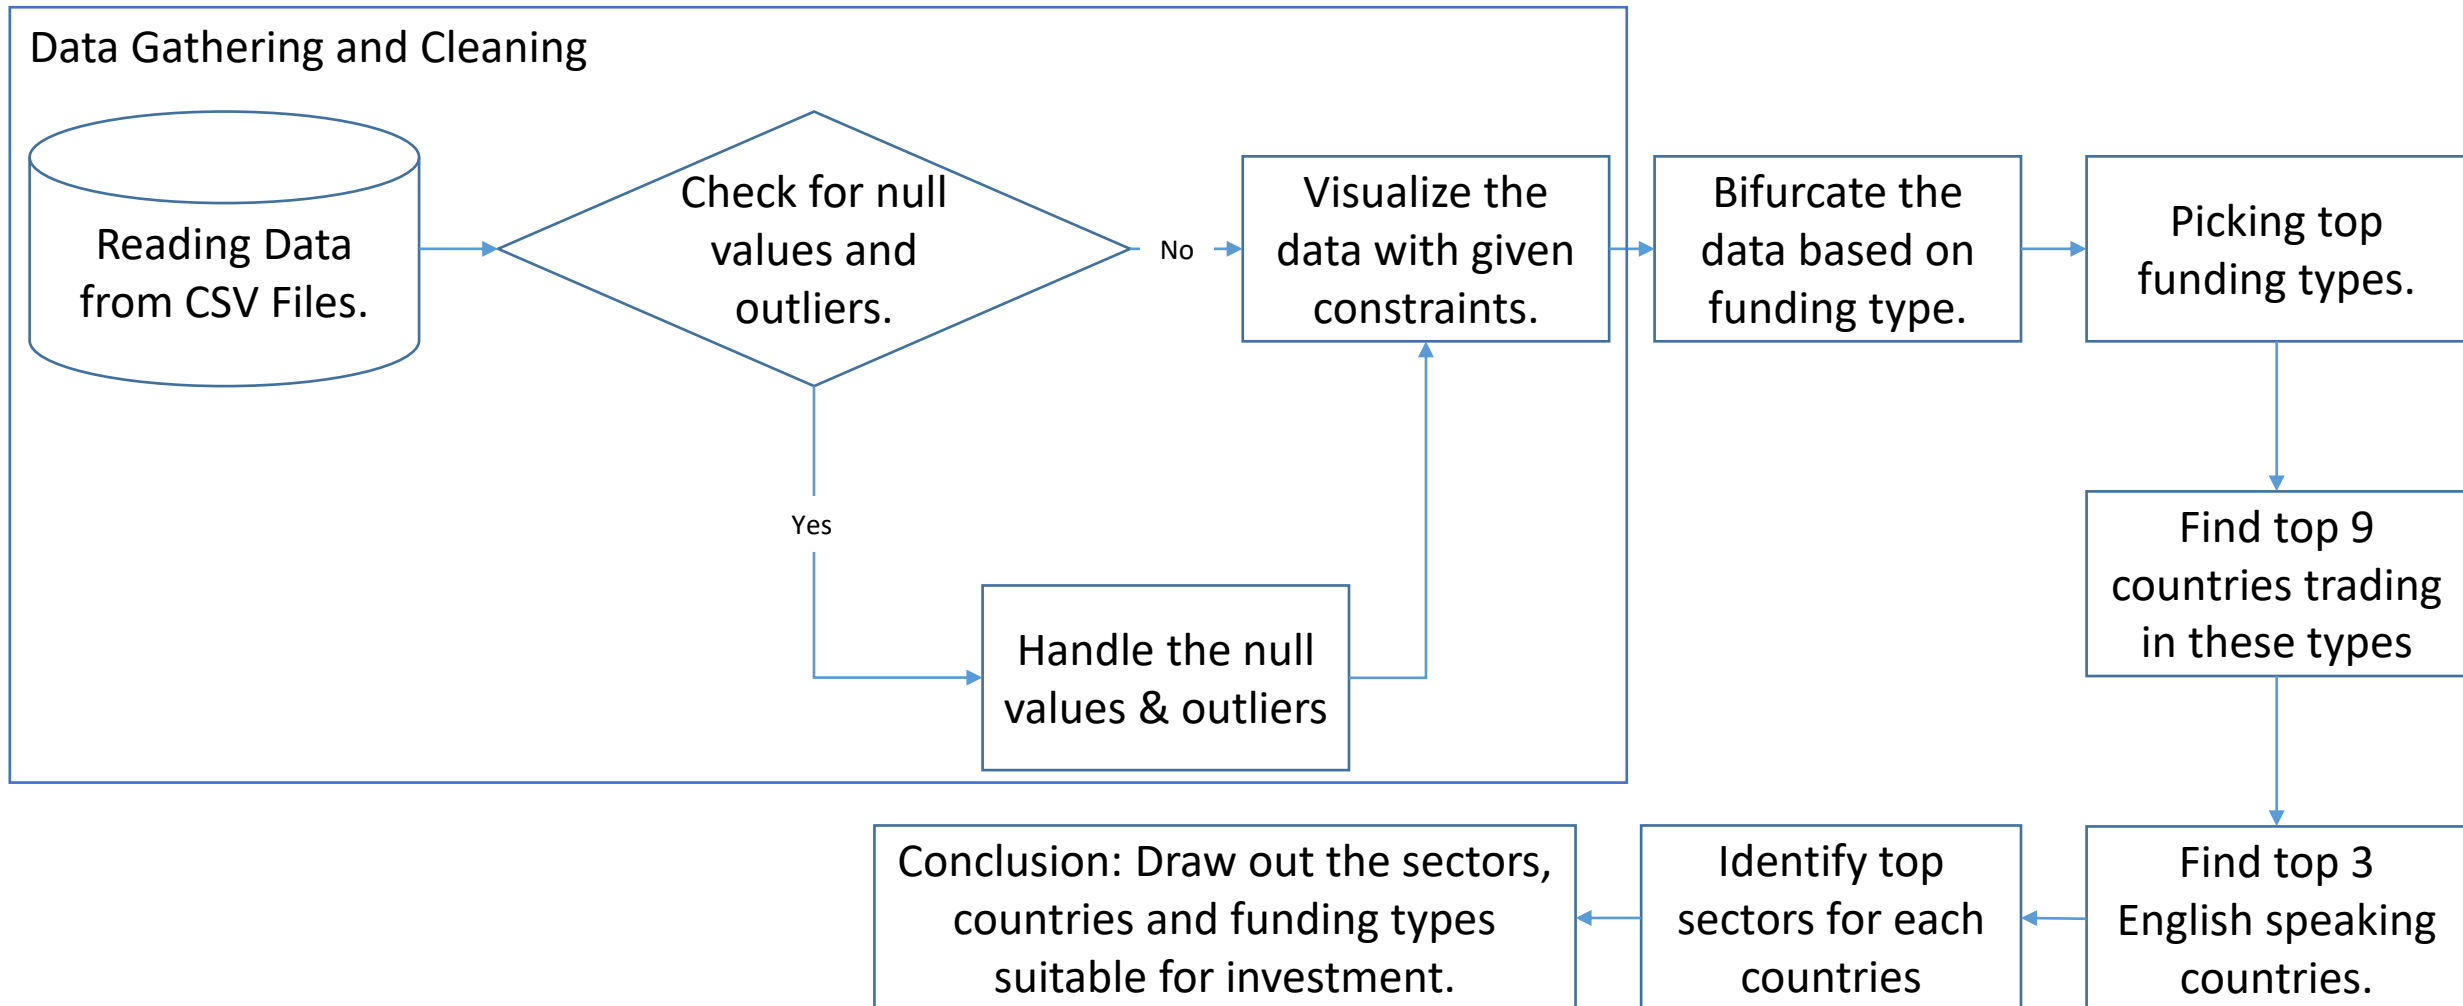 Data Gathering and Cleaning
Reading Data
from CSV Files.
Check for null
values and
outliers.
No
Visualize the
data with given
constraints.
Bifurcate the
data based on
funding type.
Picking top
funding types.
Yes
Handle the null
values & outliers
Find top 9
countries trading
in these types
Find top 3
English speaking
countries.
Identify top
sectors for each
countries
Conclusion: Draw out the sectors,
countries and funding types
suitable for investment.